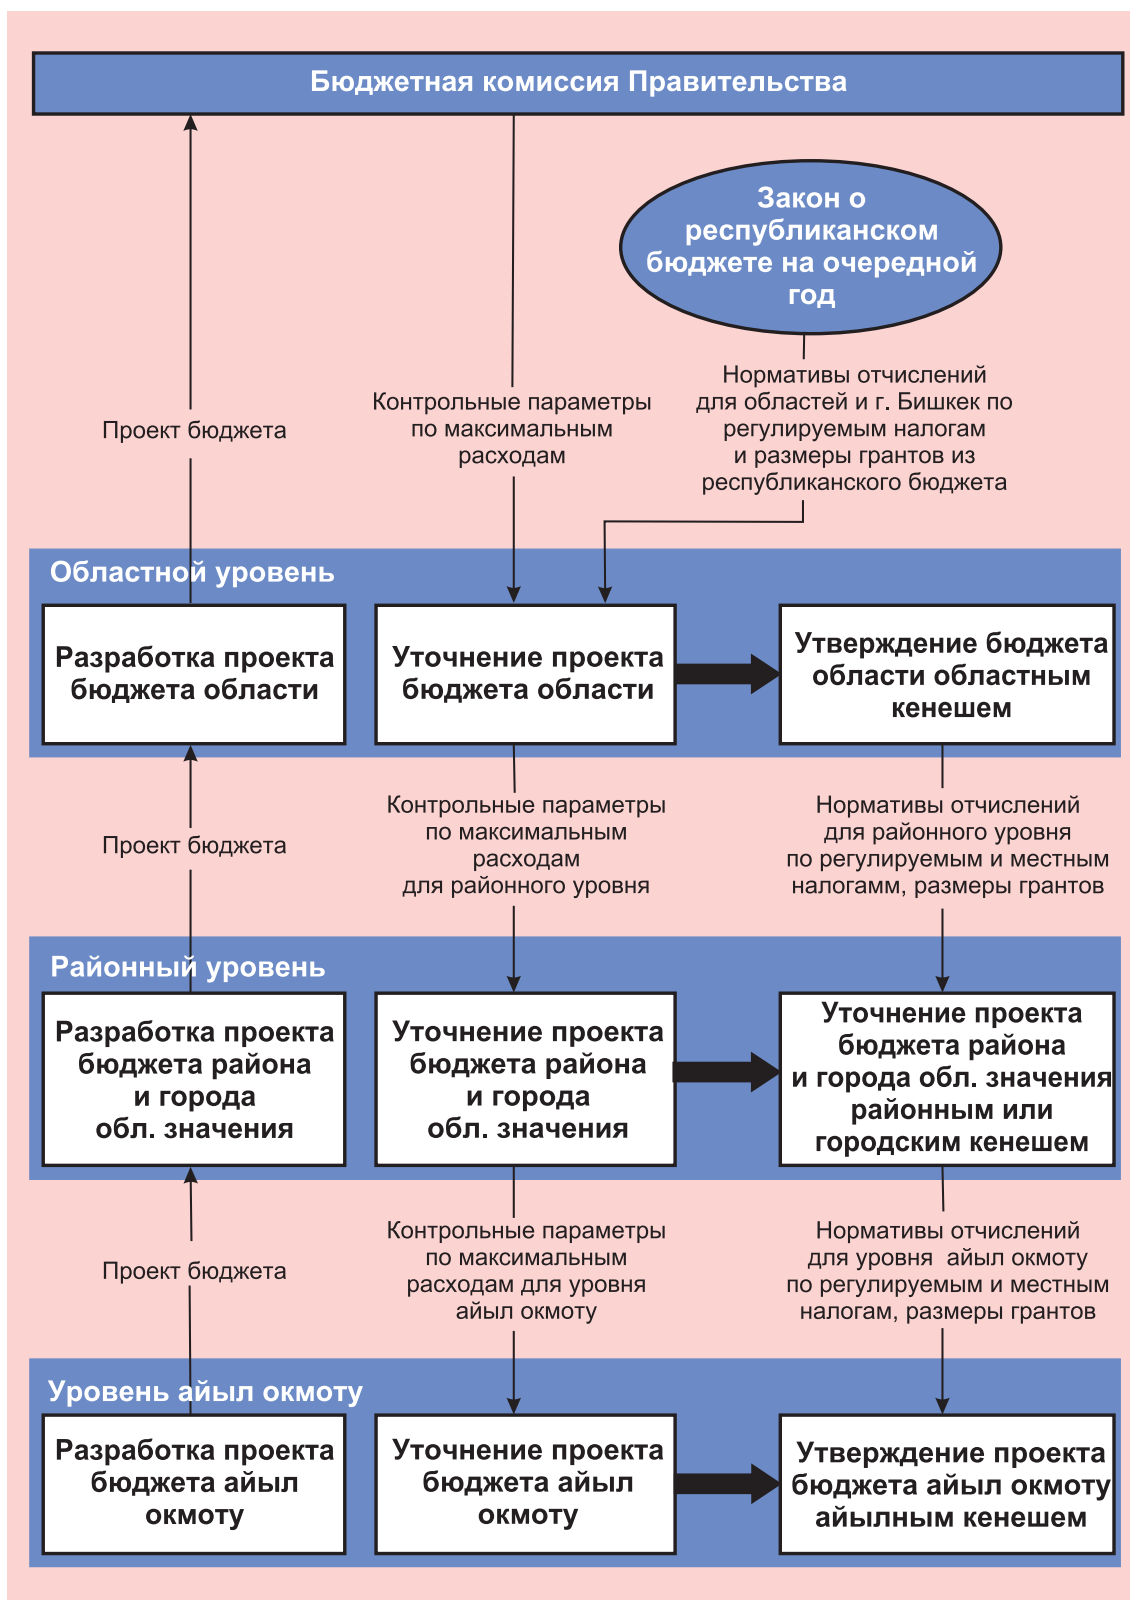 Бюджетная комиссия Правительства
Закон о
республиканском
бюджете на очередной
год
Проект бюджета
Контрольные параметры
по максимальным
расходам
Нормативы отчислений
для областей и г. Бишкек по
регулируемым налогам
и размеры грантов из
республиканского бюджета
Областной уровень
Разработка проекта
бюджета области
Уточнение проекта
бюджета области
Утверждение бюджета
области областным
кенешем
Проект бюджета
Контрольные параметры
по максимальным
расходам
для районного уровня
Нормативы отчислений
для районного уровня
по регулируемым и местным
налогамм, размеры грантов
Районный уровень
Разработка проекта
бюджета района
и города
обл. значения
Уточнение проекта
бюджета района
и города
обл. значения
Уточнение проекта
бюджета района
и города обл. значения
районным или
городским кенешем
Проект бюджета
Контрольные параметры
по максимальным
расходам для уровня
айыл окмоту
Нормативы отчислений
для уровня  айыл окмоту
по регулируемым и местным
налогам, размеры грантов
Уровень айыл окмоту
Разработка проекта
бюджета айыл
окмоту
Уточнение проекта
бюджета айыл
окмоту
Утверждение проекта
бюджета айыл окмоту
айылным кенешем